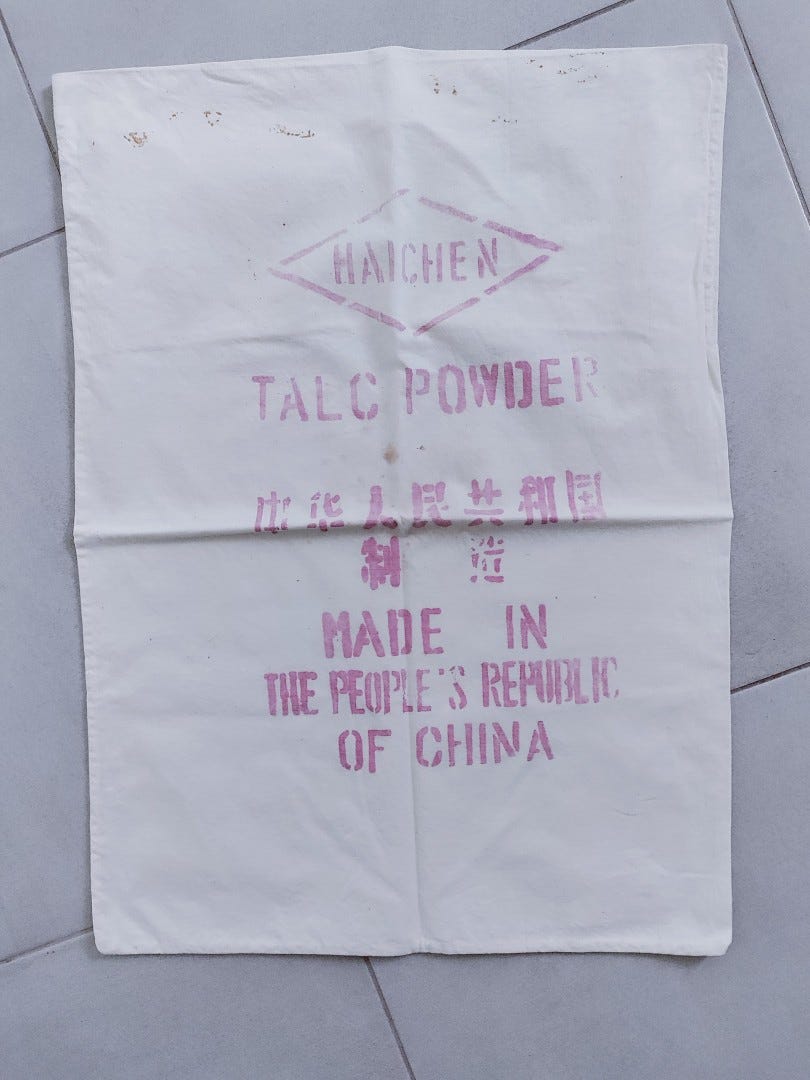 HAICHEN
TALC POWDER
中华人民共和国
制造
MADE IN
THE PEOPLE'S REPUBLIC
OF CHINA